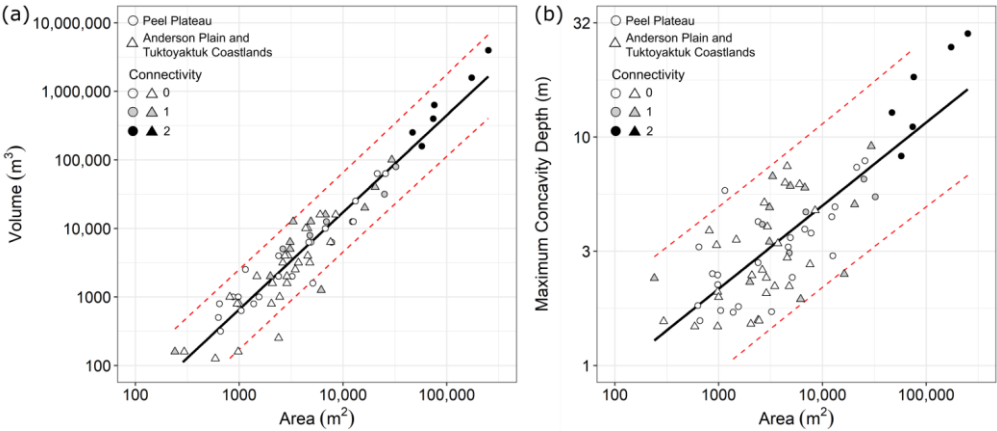 (a)
10,000,000
1,000,000
100,000
10,000
1000
100
Volume (m³)
Peel Plateau
Anderson Plain and
Tuktoyaktuk Coastlands
Connectivity
0
1
2
100
1000
10,000
100,000
Area (m²)
(b)
32
10
3
1
Maximum Concavity Depth (m)
Peel Plateau
Anderson Plain and
Tuktoyaktuk Coastlands
Connectivity
0
1
2
100
1000
10,000
100,000
Area (m²)